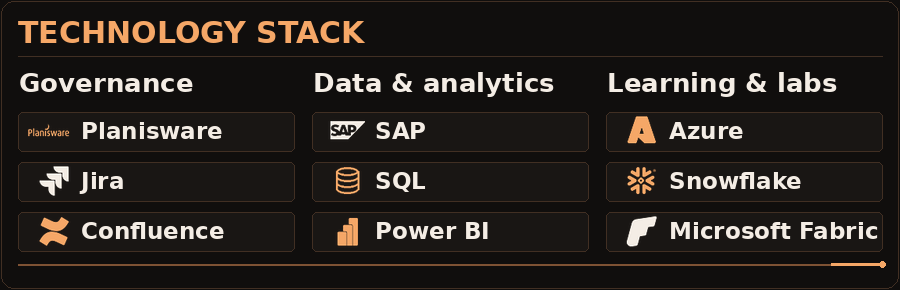 TECHNOLOGY STACK
Governance
Planisware Planisware
Jira
Confluence
Data & analytics
SAP SAP
SQL
Power BI
Learning & labs
Azure
Snowflake
Microsoft Fabric